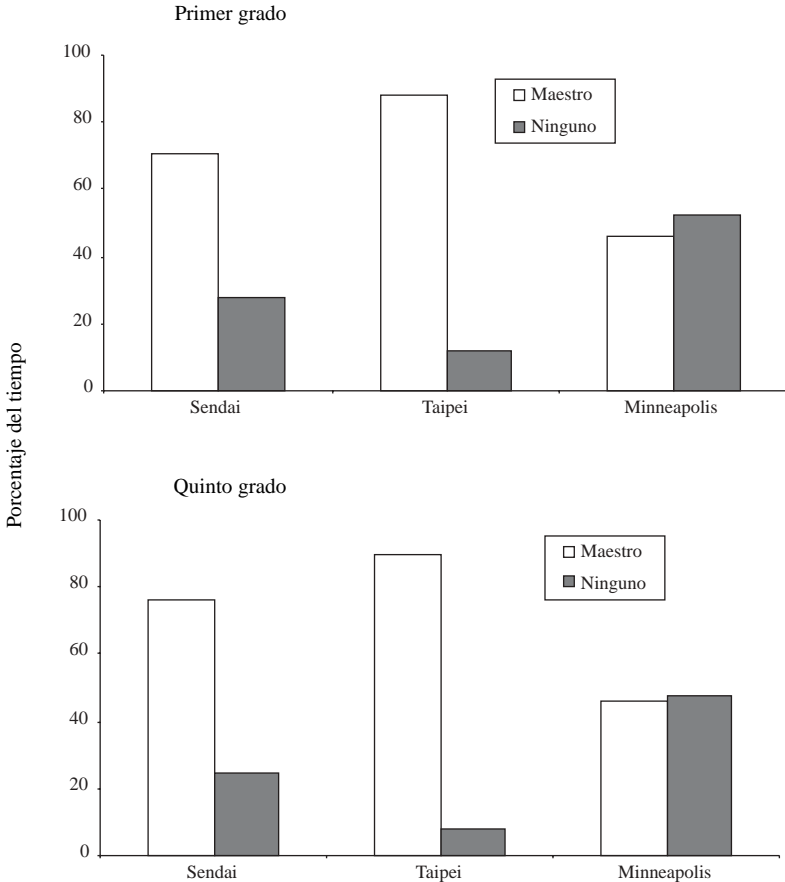 Primer grado
100
80
60
40
20
0
Maestro
Ninguno
Sendai
Taipei
Minneapolis
Porcentaje del tiempo
Quinto grado
100
80
60
40
20
0
Maestro
Ninguno
Sendai
Taipei
Minneapolis